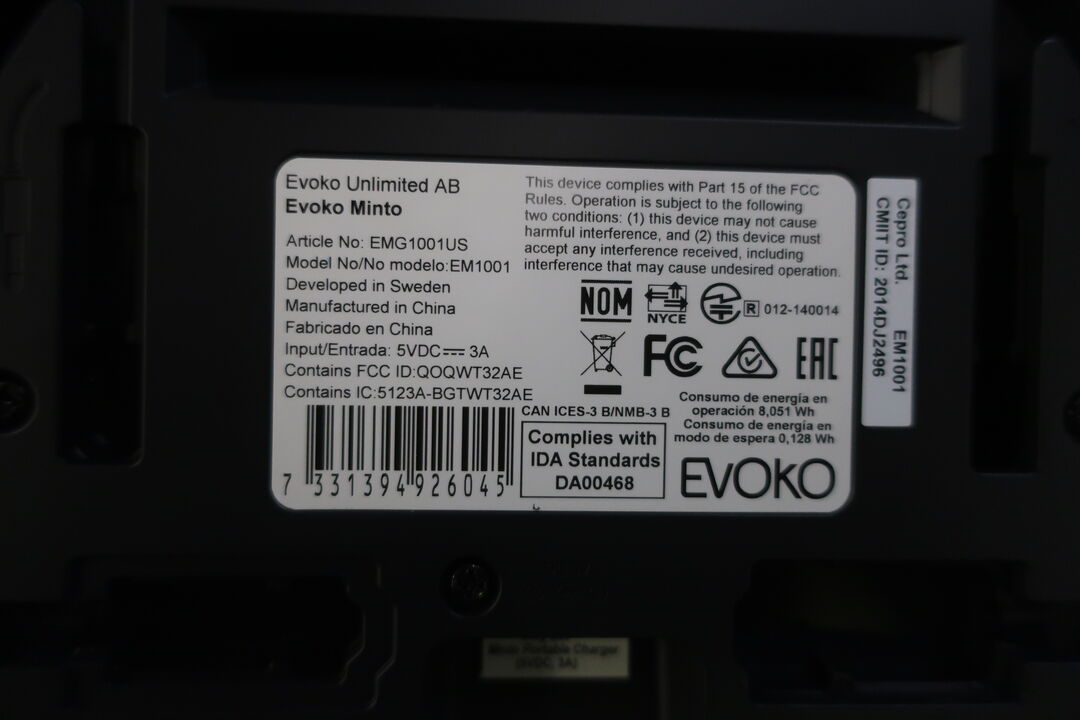 Evoko Unlimited AB
Evoko Minto
Article No: EMG1001US
Model No/No modelo:EM1001
Developed in Sweden
Manufactured in China
Fabricado en China
Input/Entrada: 5VDC⎓ 3A
Contains FCC ID:QOQWT32AE
Contains IC:5123A-BGTWT32AE
7 331394 926045
This device complies with Part 15 of the FCC
Rules. Operation is subject to the following
two conditions: (1) this device may not cause
harmful interference, and (2) this device must
accept any interference received, including
interference that may cause undesired operation.
NOM
NYCE
R 012-140014
FC
EAC
CAN ICES-3 B/NMB-3 B
Complies with
IDA Standards
DA00468
Consumo de energía en
operación 8,051 Wh
Consumo de energía en
modo de espera 0,128 Wh
EVOKO
Cepro Ltd. EM1001
CMIIT ID: 2014DJ2496
Portable Charger
(5VDC, 3A)